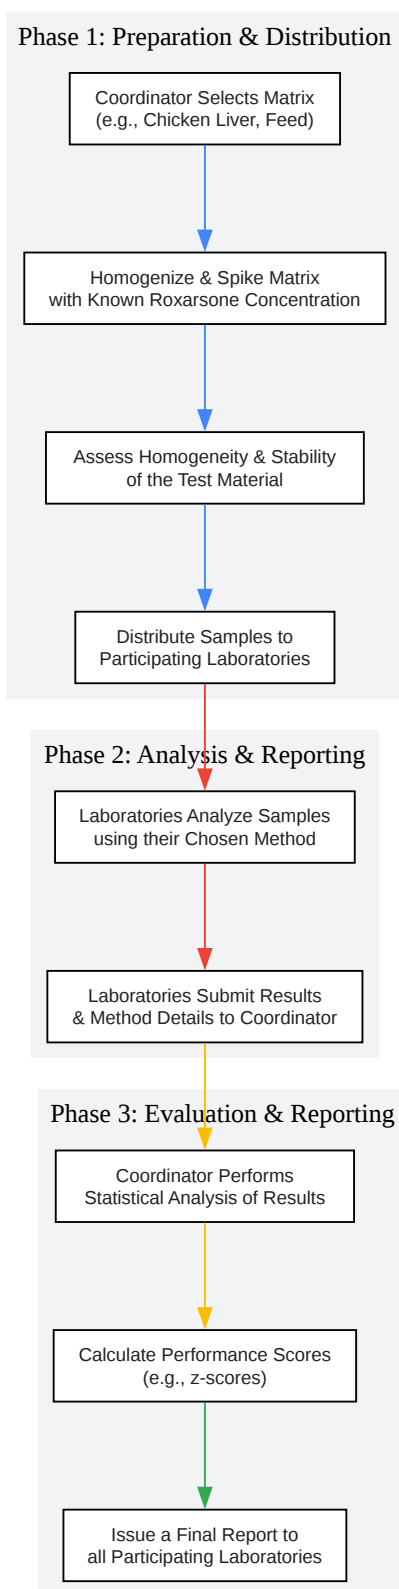 Phase 1: Preparation & Distribution
Coordinator Selects Matrix
(e.g., Chicken Liver, Feed)
Homogenize & Spike Matrix
with Known Roxarsone Concentration
Assess Homogeneity & Stability
of the Test Material
Distribute Samples to
Participating Laboratories
Phase 2: Analysis & Reporting
Laboratories Analyze Samples
using their Chosen Method
Laboratories Submit Results
& Method Details to Coordinator
Phase 3: Evaluation & Reporting
Coordinator Performs
Statistical Analysis of Results
Calculate Performance Scores
(e.g., z-scores)
Issue a Final Report to
all Participating Laboratories